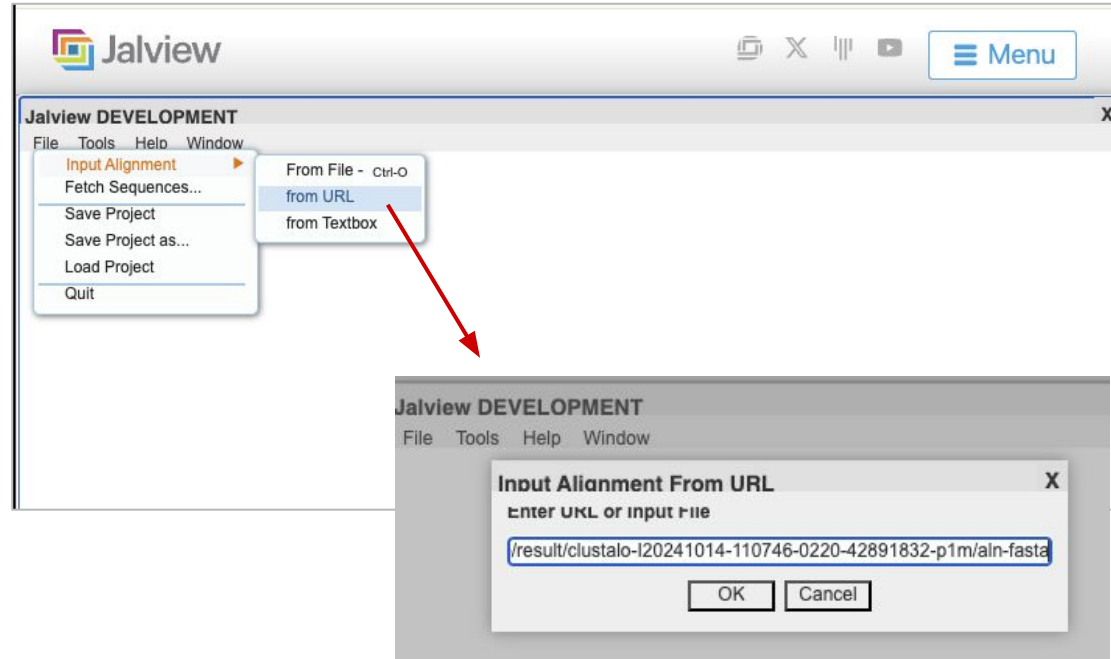 Jalview
Menu
Jalview DEVELOPMENT X
File Tools Help Window
Input Alignment
Fetch Sequences...
Save Project
Save Project as...
Load Project
Quit
From File - Ctrl-O
from URL
from Textbox
Jalview DEVELOPMENT
File Tools Help Window
Input Alignment From URL X
Enter URL or Input File
/result/clustalo-I20241014-110746-0220-42891832-p1m/aln-fasta
OK Cancel